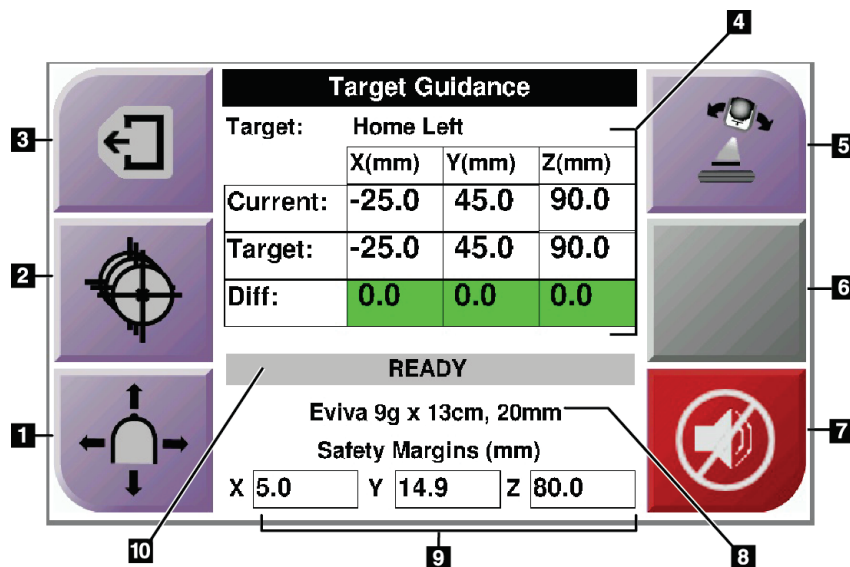 4
Target Guidance
3
Target: Home Left
5
X(mm) Y(mm) Z(mm)
Current: -25.0 45.0 90.0
2
Target: -25.0 45.0 90.0
6
Diff: 0.0 0.0 0.0
READY
1
Eviva 9g x 13cm, 20mm
7
Safety Margins (mm)
X 5.0 Y 14.9 Z 80.0
10
9
8